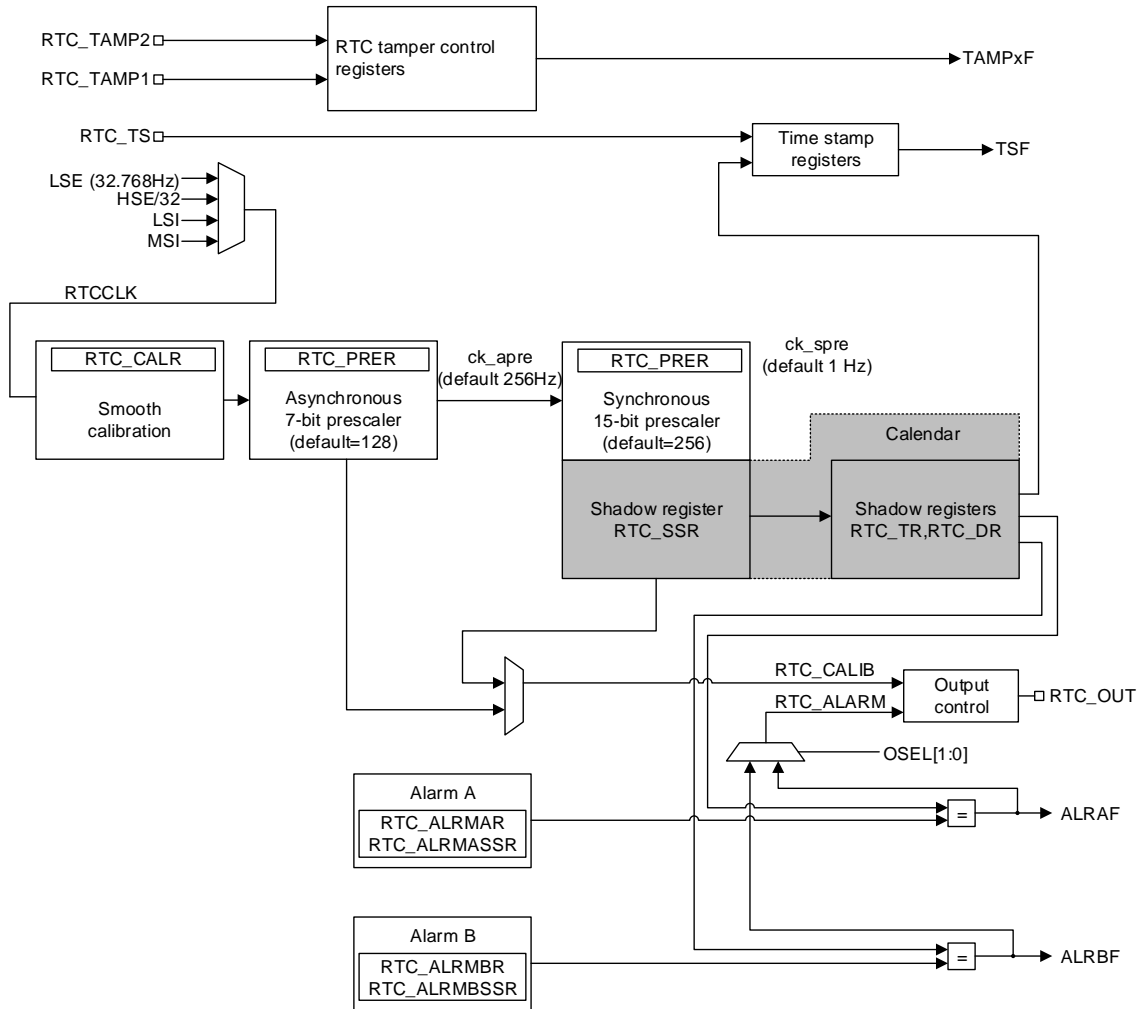 RTC_TAMP2
RTC_TAMP1
RTC tamper control
registers
TAMPxF
RTC_TS
Time stamp
registers
TSF
LSE (32.768Hz)
HSE/32
LSI
MSI
RTCCLK
RTC_CALR
Smooth
calibration
RTC_PRER
Asynchronous
7-bit prescaler
(default=128)
ck_apre
(default 256Hz)
RTC_PRER
Synchronous
15-bit prescaler
(default=256)
ck_spre
(default 1 Hz)
Calendar
Shadow register
RTC_SSR
Shadow registers
RTC_TR,RTC_DR
RTC_CALIB
RTC_ALARM
Output
control
RTC_OUT
OSEL[1:0]
Alarm A
RTC_ALRMAR
RTC_ALRMASSR
=
ALRAF
Alarm B
RTC_ALRMBR
RTC_ALRMBSSR
=
ALRBF